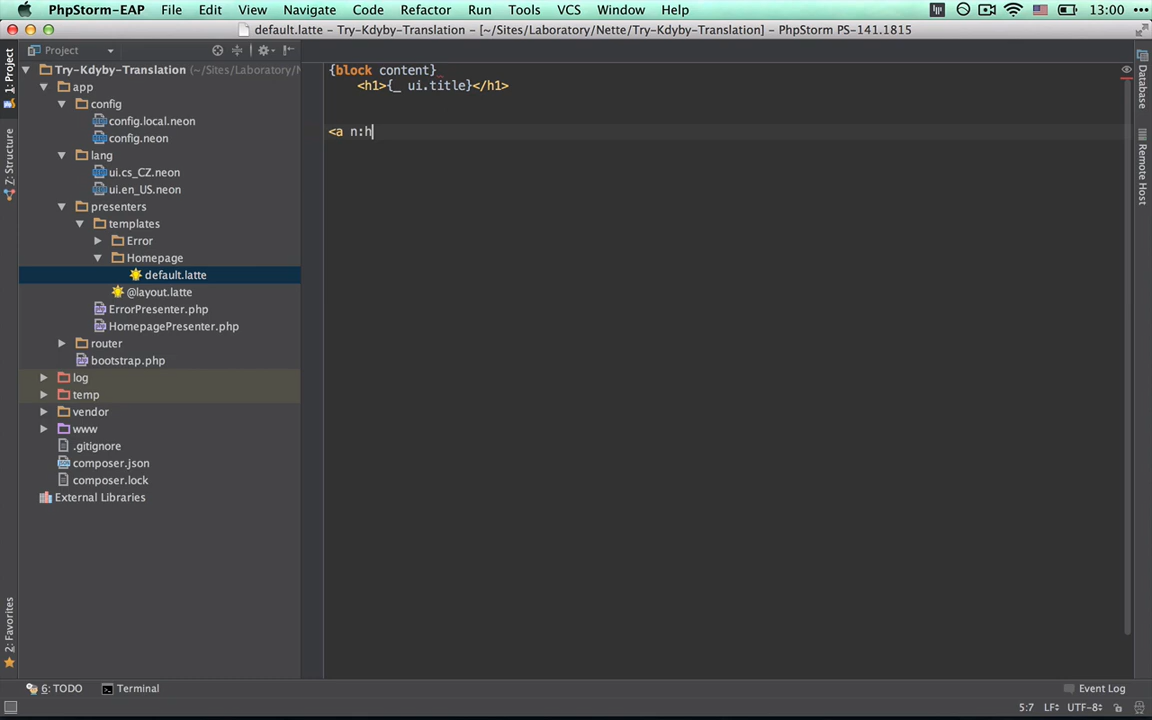 PhpStorm-EAP File Edit View Navigate Code Refactor Run Tools VCS Window Help 13:00
default.latte – Try-Kdyby-Translation – [~/Sites/Laboratory/Nette/Try-Kdyby-Translation] – PhpStorm PS-141.1815
Project
1: Project
Z: Structure
2: Favorites
Try-Kdyby-Translation (~/Sites/Laboratory/N
app
config
config.local.neon
config.neon
lang
ui.cs_CZ.neon
ui.en_US.neon
presenters
templates
Error
Homepage
default.latte
@layout.latte
ErrorPresenter.php
HomepagePresenter.php
router
bootstrap.php
log
temp
vendor
www
.gitignore
composer.json
composer.lock
External Libraries
{block content}
<h1>{_ ui.title}</h1>
<a n:h
Database
Remote Host
6: TODO Terminal Event Log
5:7 LF UTF-8